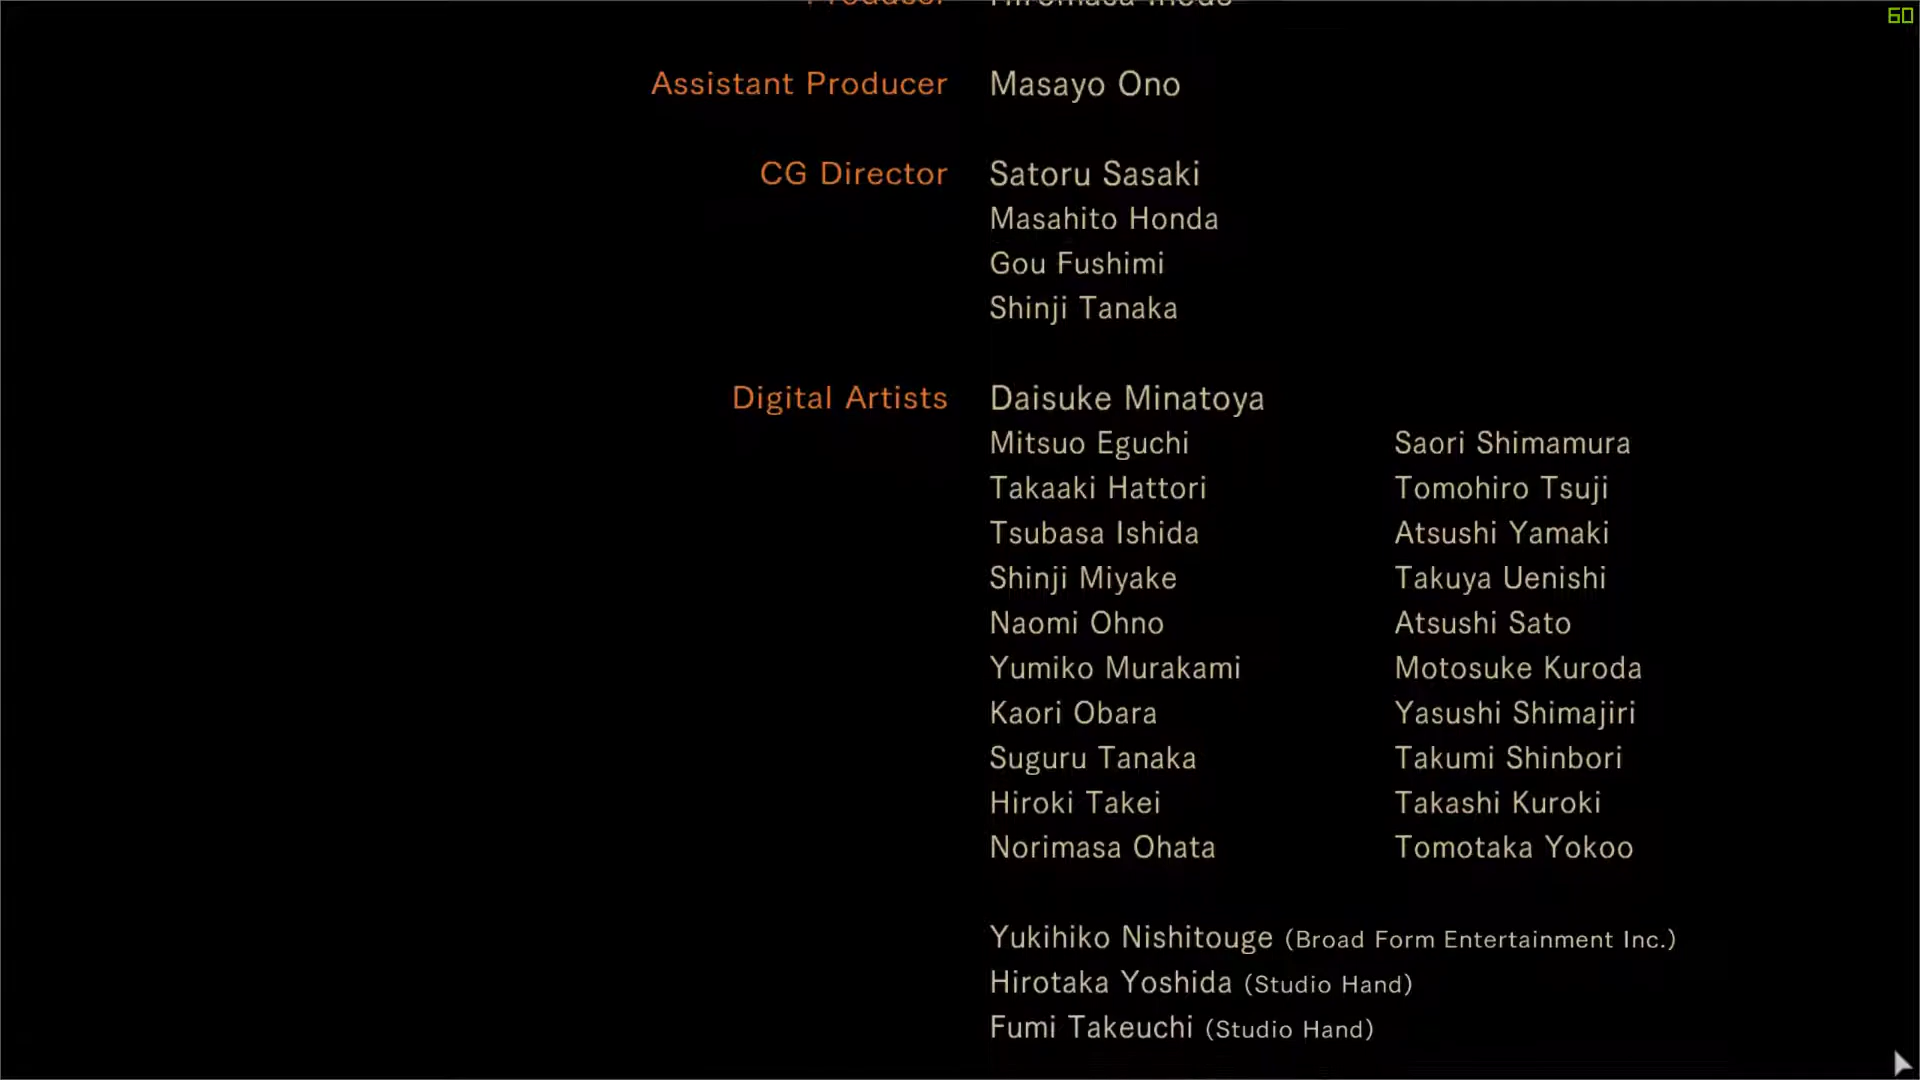 60
Assistant Producer Masayo Ono
CG Director Satoru Sasaki
Masahito Honda
Gou Fushimi
Shinji Tanaka
Digital Artists Daisuke Minatoya
Mitsuo Eguchi Saori Shimamura
Takaaki Hattori Tomohiro Tsuji
Tsubasa Ishida Atsushi Yamaki
Shinji Miyake Takuya Uenishi
Naomi Ohno Atsushi Sato
Yumiko Murakami Motosuke Kuroda
Kaori Obara Yasushi Shimajiri
Suguru Tanaka Takumi Shinbori
Hiroki Takei Takashi Kuroki
Norimasa Ohata Tomotaka Yokoo
Yukihiko Nishitouge (Broad Form Entertainment Inc.)
Hirotaka Yoshida (Studio Hand)
Fumi Takeuchi (Studio Hand)